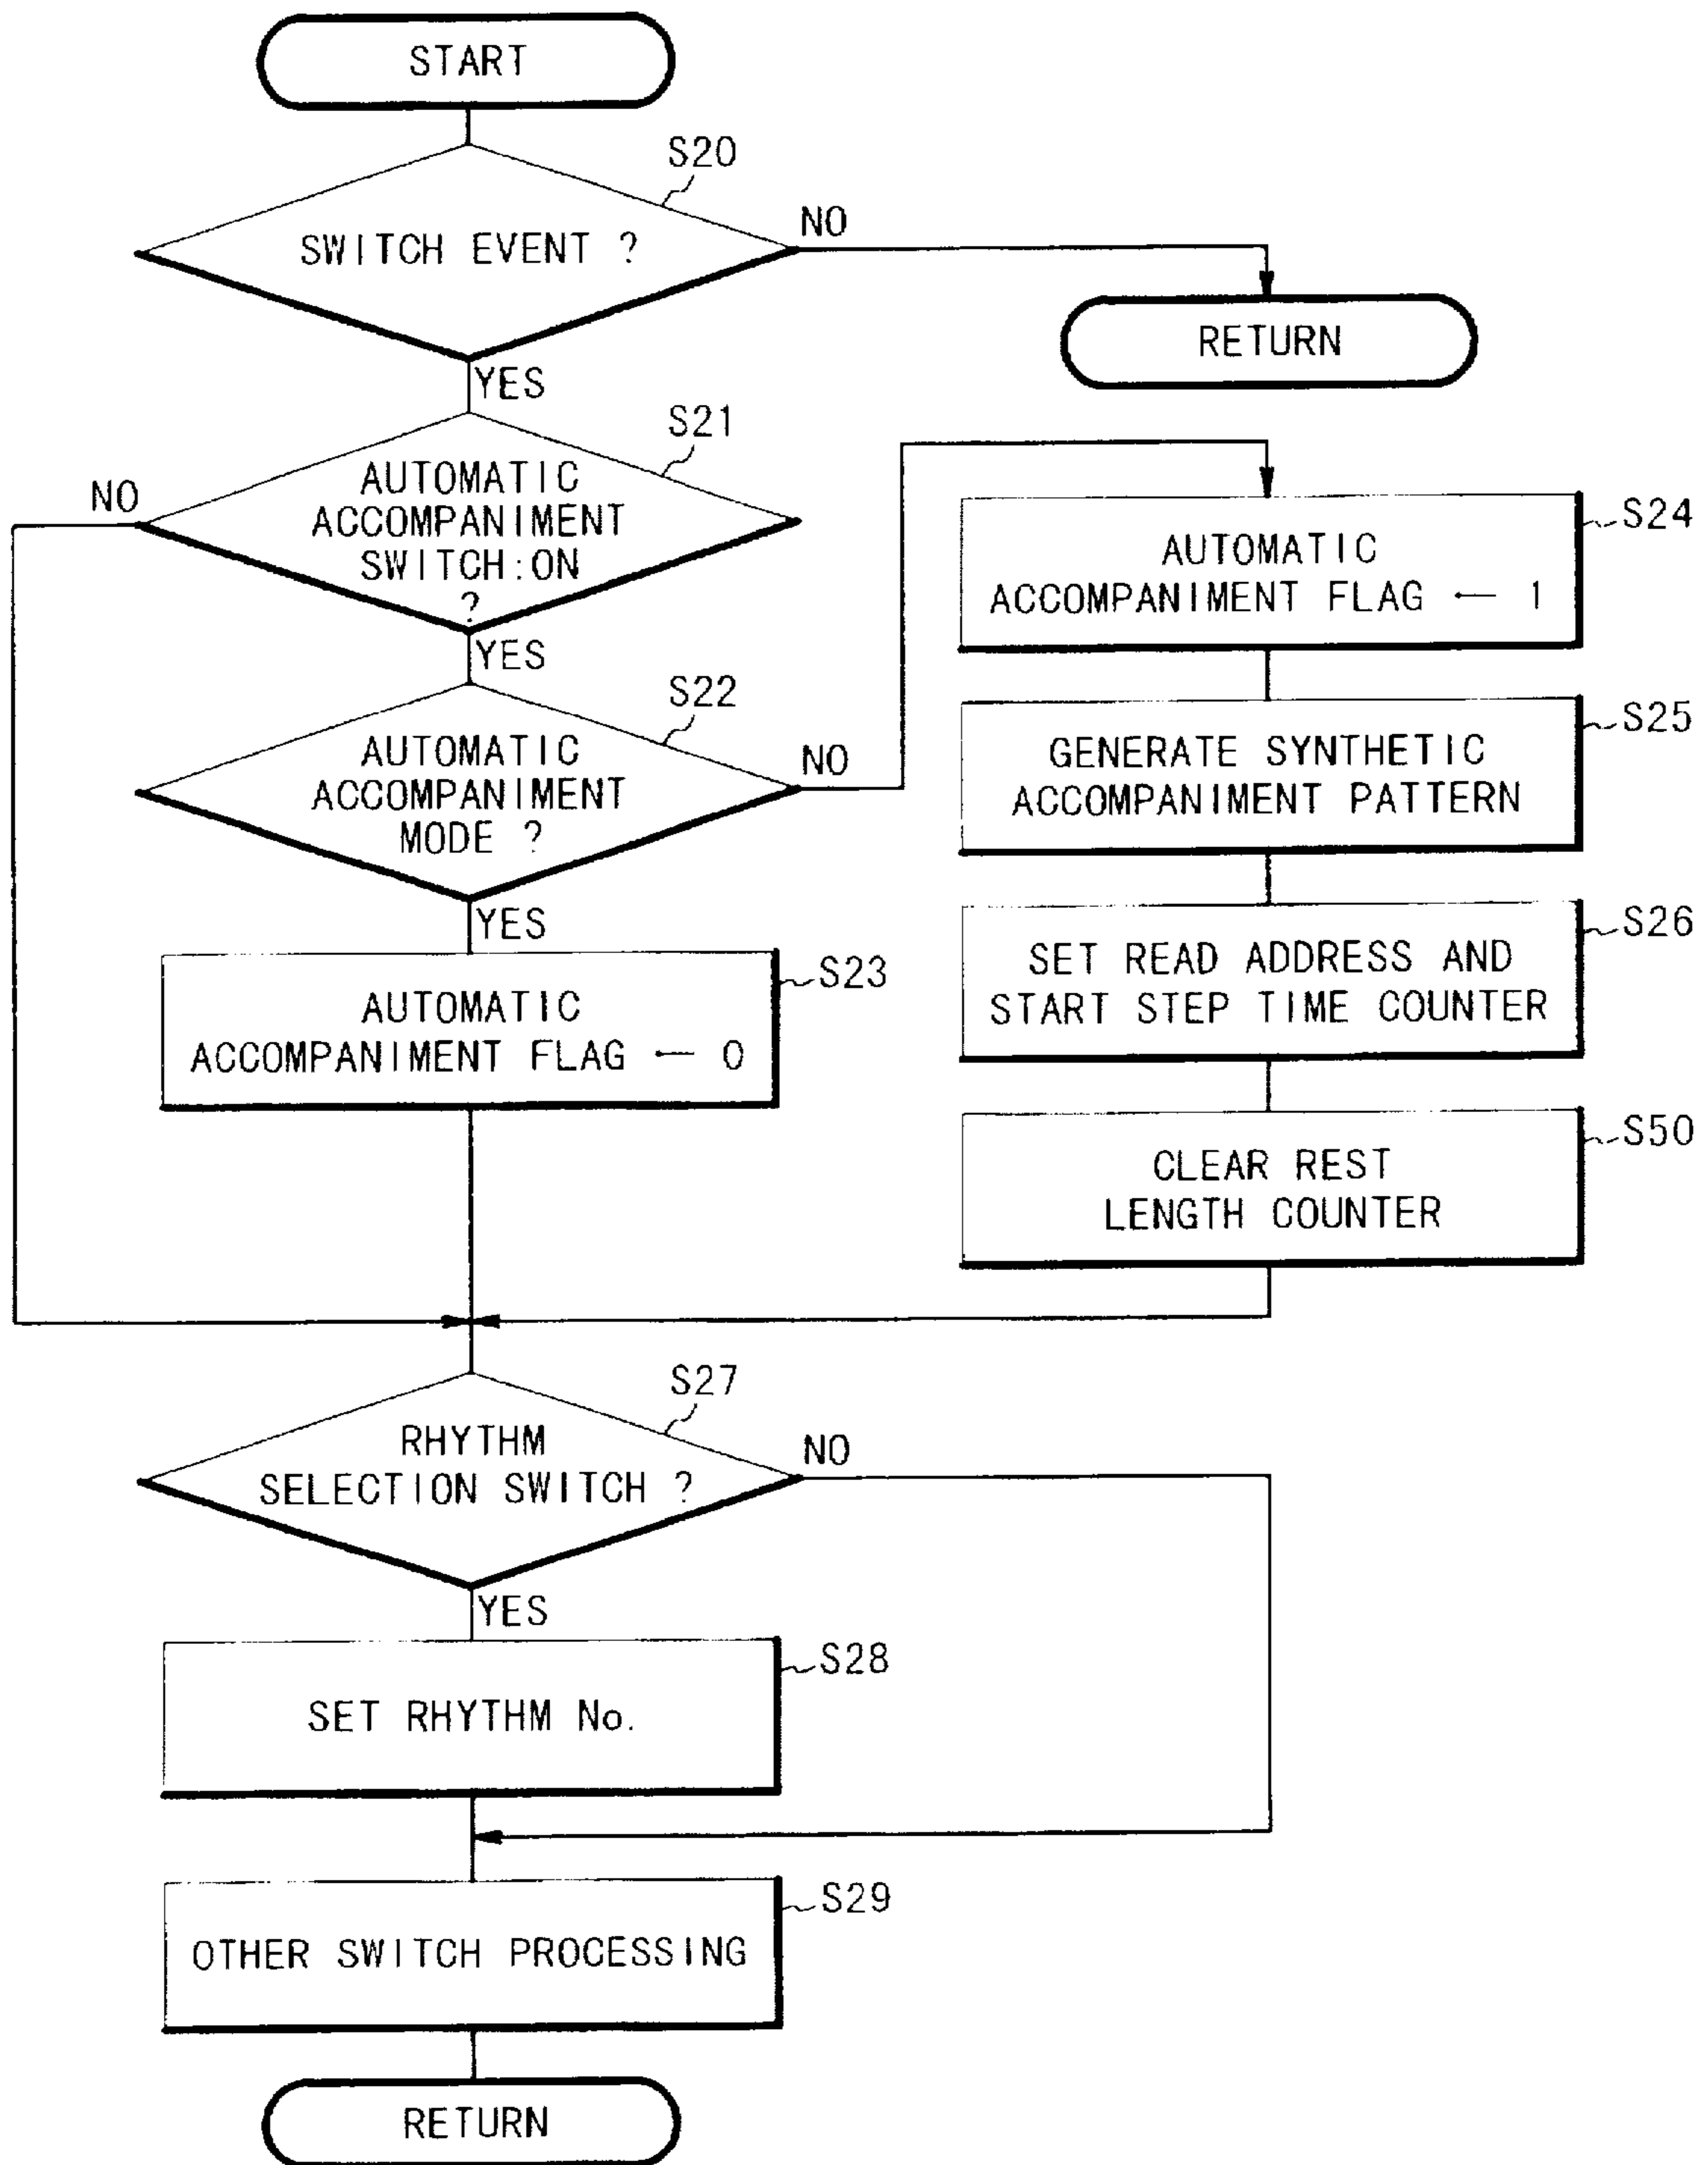 START
S20
SWITCH EVENT ?
NO
RETURN
YES
S21
AUTOMATIC
ACCOMPANIMENT
SWITCH:ON
?
NO
YES
S22
AUTOMATIC
ACCOMPANIMENT
MODE ?
NO
YES
S23
AUTOMATIC
ACCOMPANIMENT FLAG ← 0
S24
AUTOMATIC
ACCOMPANIMENT FLAG ← 1
S25
GENERATE SYNTHETIC
ACCOMPANIMENT PATTERN
S26
SET READ ADDRESS AND
START STEP TIME COUNTER
S50
CLEAR REST
LENGTH COUNTER
S27
RHYTHM
SELECTION SWITCH ?
NO
YES
S28
SET RHYTHM No.
S29
OTHER SWITCH PROCESSING
RETURN